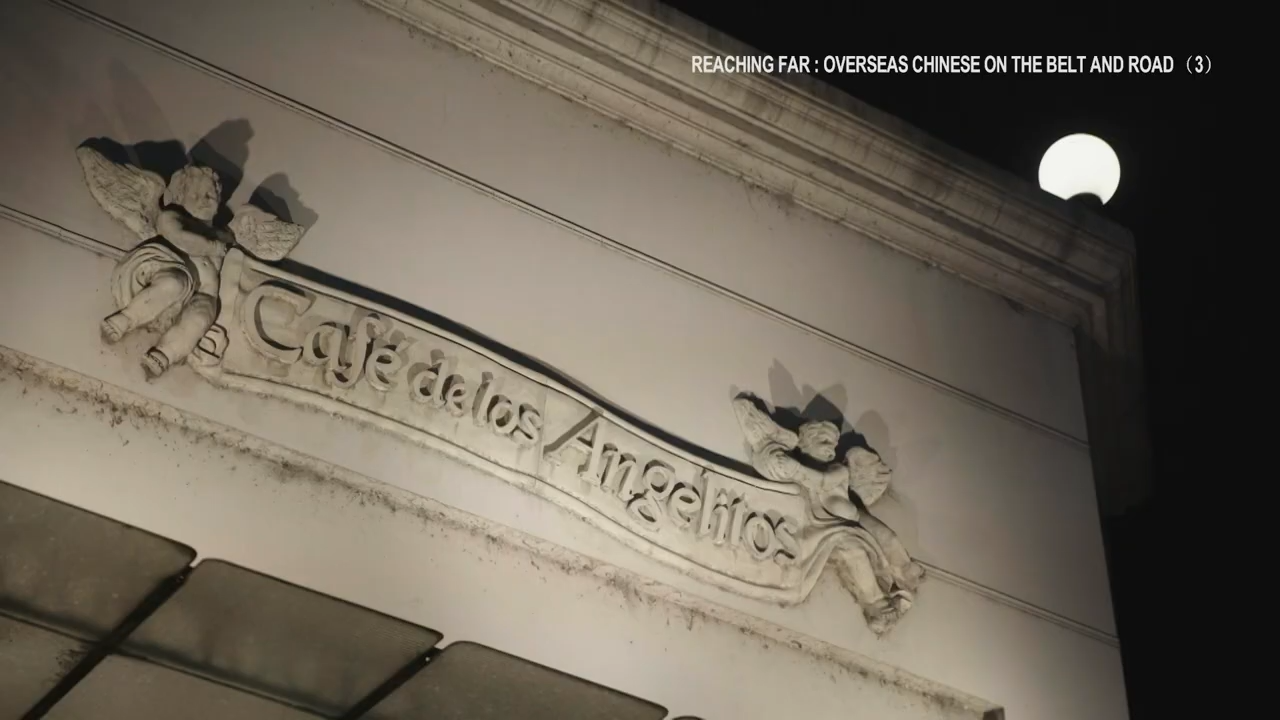 REACHING FAR : OVERSEAS CHINESE ON THE BELT AND ROAD（3）
Café de los Angelitos